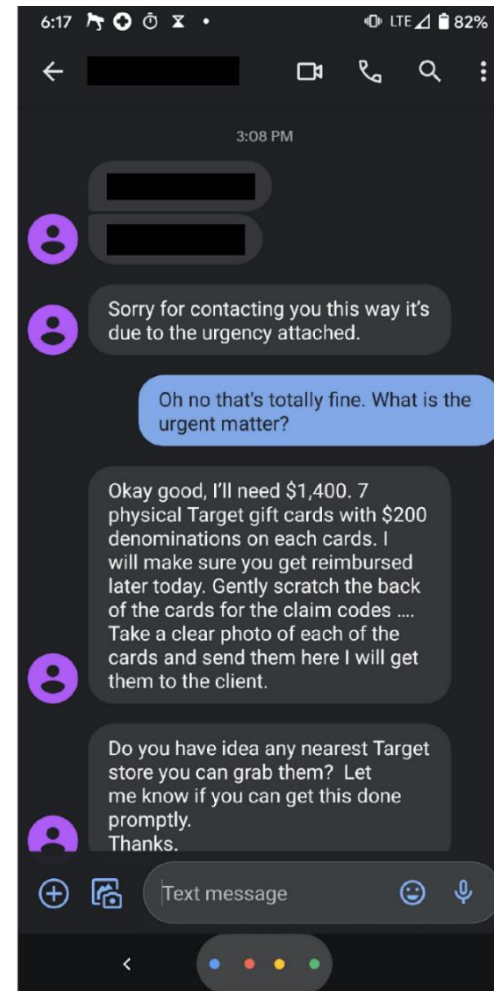 6:17
LTE 82%
3:08 PM
Sorry for contacting you this way it's
due to the urgency attached.
Oh no that's totally fine. What is the
urgent matter?
Okay good, I'll need $1,400. 7
physical Target gift cards with $200
denominations on each cards. I
will make sure you get reimbursed
later today. Gently scratch the back
of the cards for the claim codes ....
Take a clear photo of each of the
cards and send them here I will get
them to the client.
Do you have idea any nearest Target
store you can grab them?  Let
me know if you can get this done
promptly.
Thanks.
Text message